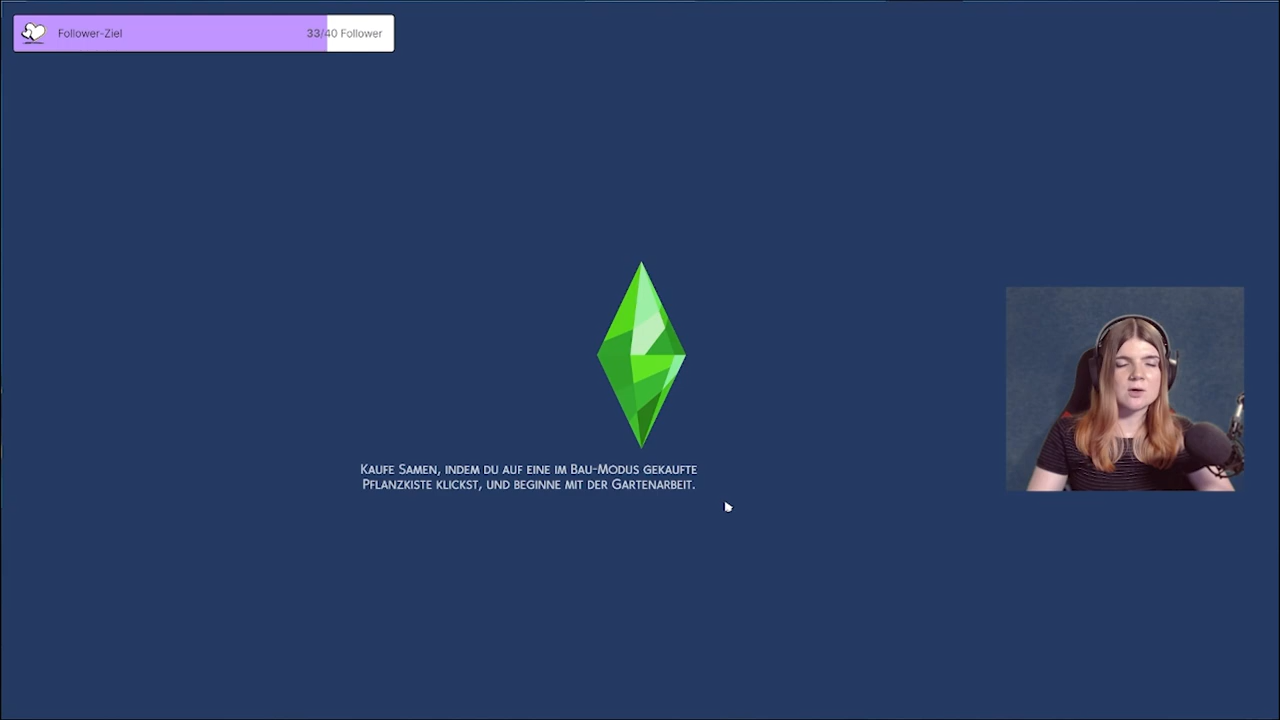 Follower-Ziel 33/40 Follower
Kaufe Samen, indem du auf eine im Bau-Modus gekaufte
Pflanzkiste klickst, und beginne mit der Gartenarbeit.